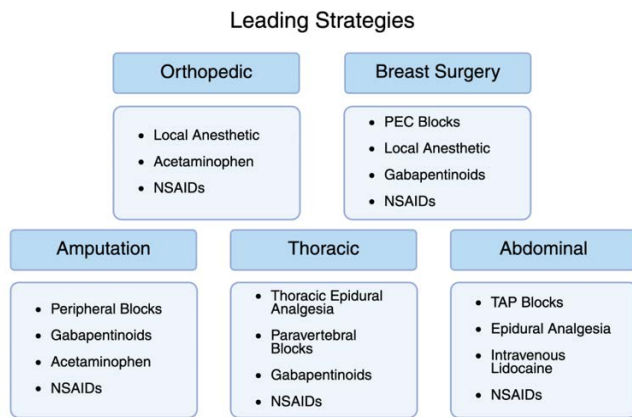 Leading Strategies
Orthopedic
• Local Anesthetic
• Acetaminophen
• NSAIDs
Breast Surgery
• PEC Blocks
• Local Anesthetic
• Gabapentinoids
• NSAIDs
Amputation
• Peripheral Blocks
• Gabapentinoids
• Acetaminophen
• NSAIDs
Thoracic
• Thoracic Epidural
Analgesia
• Paravertebral
Blocks
• Gabapentinoids
• NSAIDs
Abdominal
• TAP Blocks
• Epidural Analgesia
• Intravenous
Lidocaine
• NSAIDs